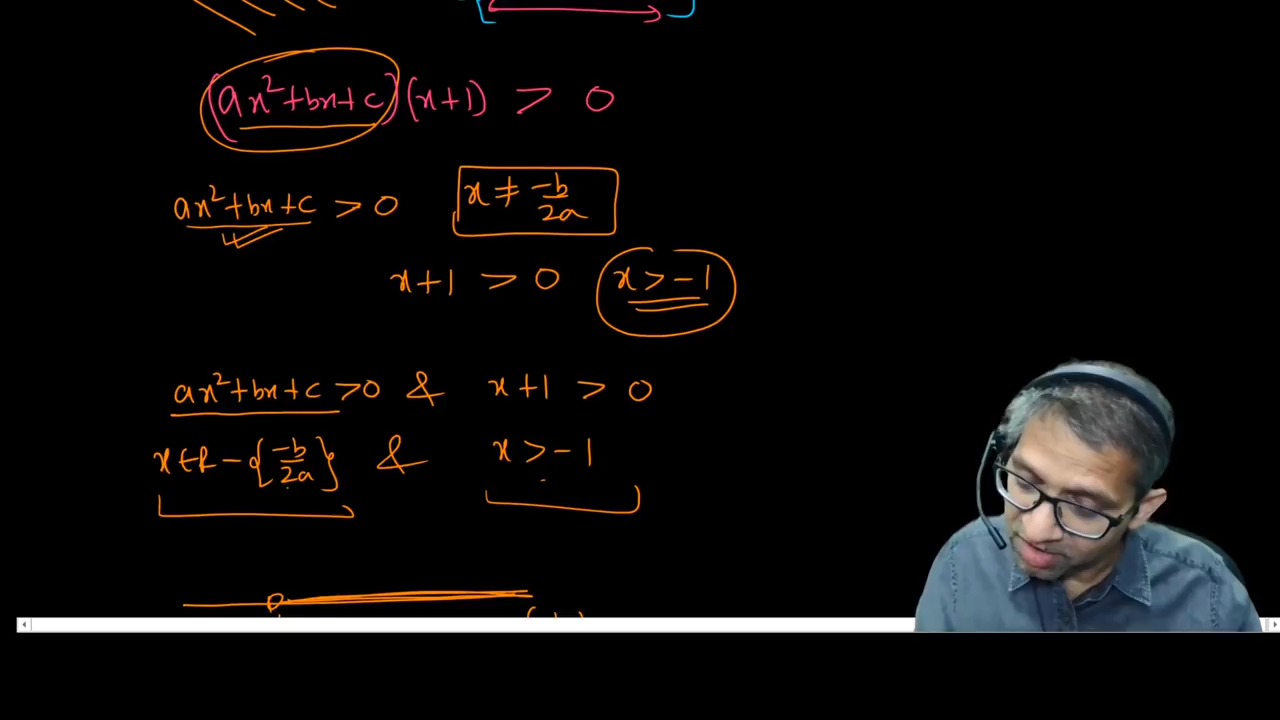 (ax²+bx+c)(x+1) > 0
ax²+bx+c > 0 x ≠ -b/2a
x+1 > 0 x > -1
ax²+bx+c >0 & x+1 > 0
x∈R - {-b/2a} & x > -1